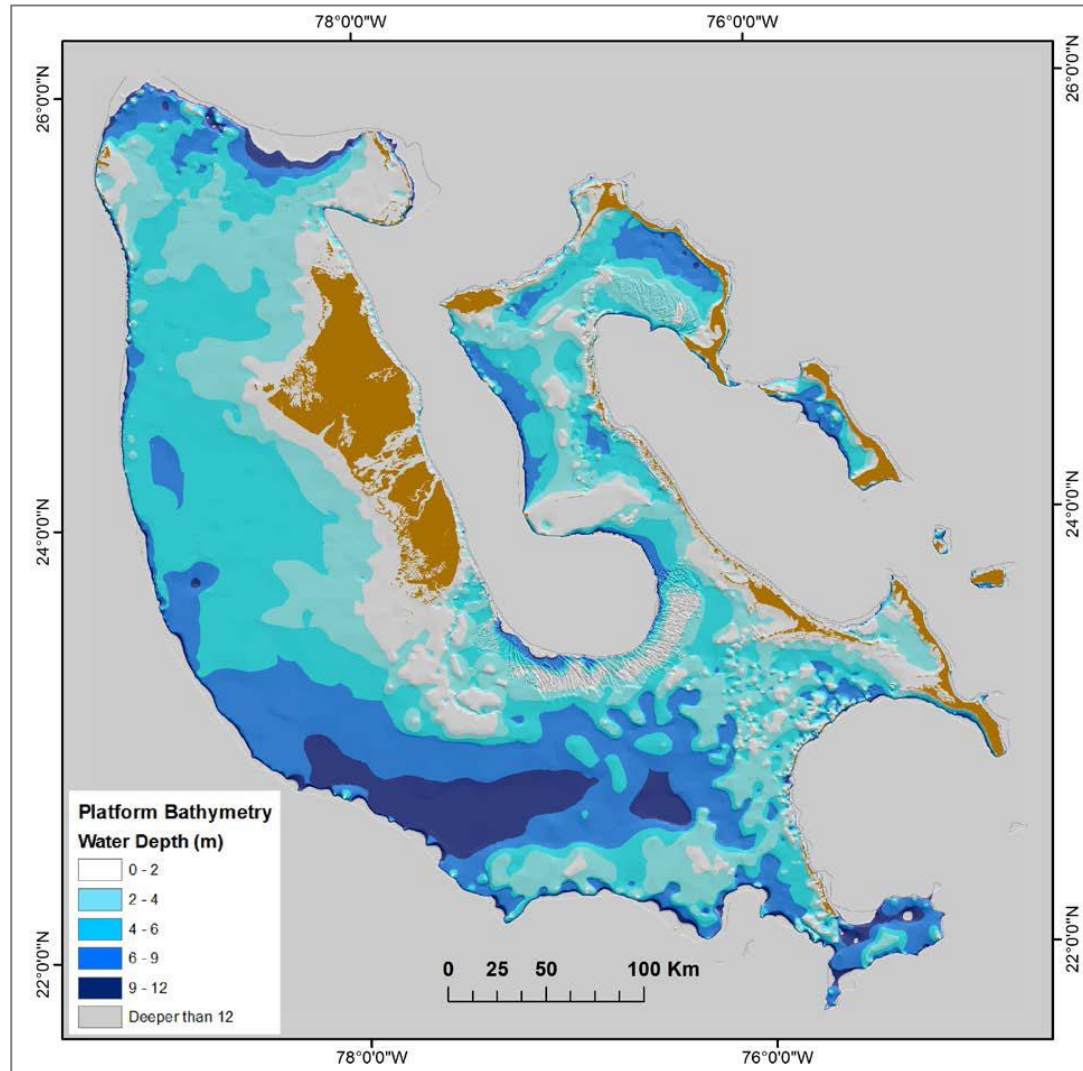 78°0'0"W
76°0'0"W
26°0'0"N
26°0'0"N
24°0'0"N
24°0'0"N
Platform Bathymetry
Water Depth (m)
0 - 2
2 - 4
4 - 6
6 - 9
9 - 12
Deeper than 12
0 25 50 100 Km
22°0'0"N
22°0'0"N
78°0'0"W
76°0'0"W